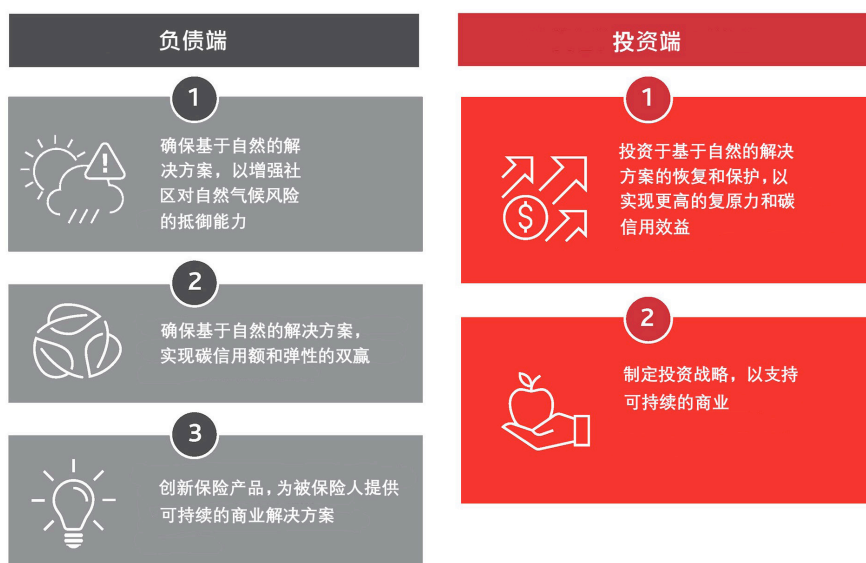 负债端
1
确保基于自然的解
决方案，以增强社
区对自然气候风险
的抵御能力
2
确保基于自然的解决方案，
实现碳信用额和弹性的双赢
3
创新保险产品，为被保险人提供
可持续的商业解决方案
投资端
1
投资于基于自然的解决
方案的恢复和保护，以
实现更高的复原力和碳
信用效益
2
制定投资战略，以支持
可持续的商业